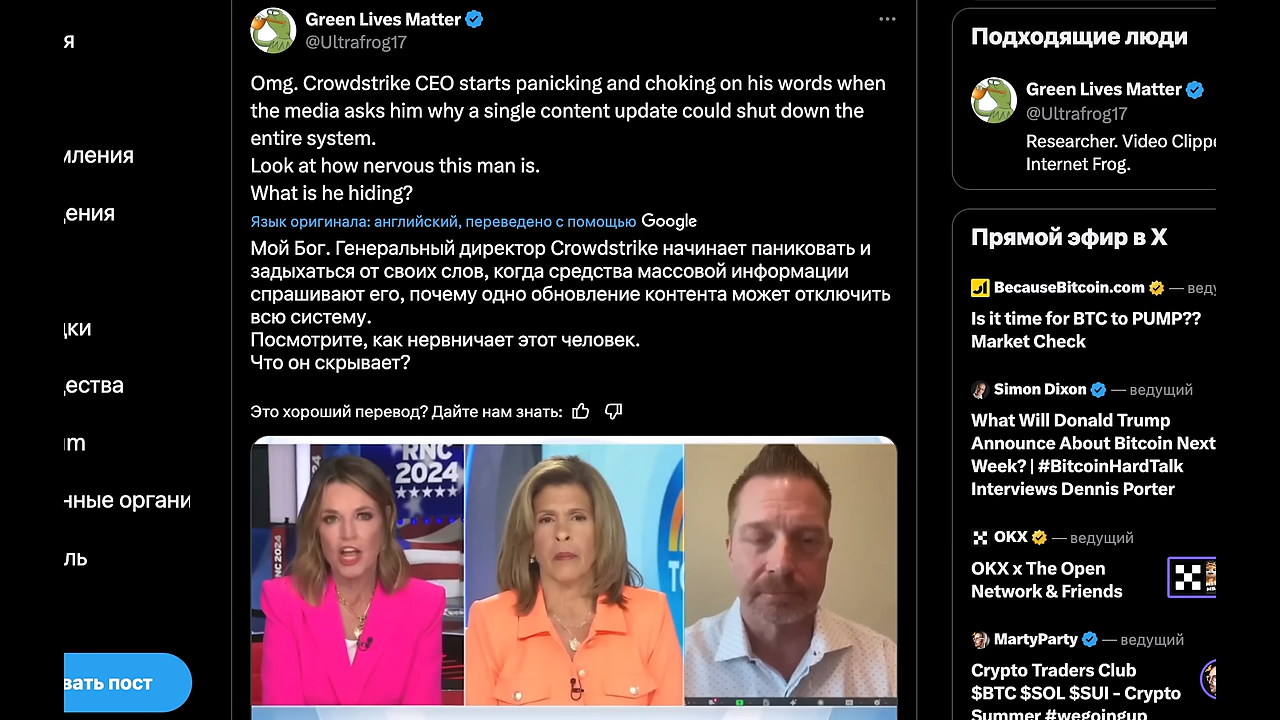 я
млeния
дения
дки
щества
um
нные органи
ль
вать пост
Green Lives Matter
@Ultrafrog17
Omg. Crowdstrike CEO starts panicking and choking on his words when
the media asks him why a single content update could shut down the
entire system.
Look at how nervous this man is.
What is he hiding?
Язык оригинала: английский, переведено с помощью Google
Мой Бог. Генеральный директор Crowdstrike начинает паниковать и
задыхаться от своих слов, когда средства массовой информации
спрашивают его, почему одно обновление контента может отключить
всю систему.
Посмотрите, как нервничает этот человек.
Что он скрывает?
Это хороший перевод? Дайте нам знать:
RNC
2024
Подходящие люди
Green Lives Matter
@Ultrafrog17
Researcher. Video Clippe
Internet Frog.
Прямой эфир в X
BecauseBitcoin.com — веду
Is it time for BTC to PUMP??
Market Check
Simon Dixon — ведущий
What Will Donald Trump
Announce About Bitcoin Next
Week? | #BitcoinHardTalk
Interviews Dennis Porter
OKX — ведущий
OKX x The Open
Network & Friends
MartyParty — ведущий
Crypto Traders Club
$BTC $SOL $SUI - Crypto
Summer #wegoingup